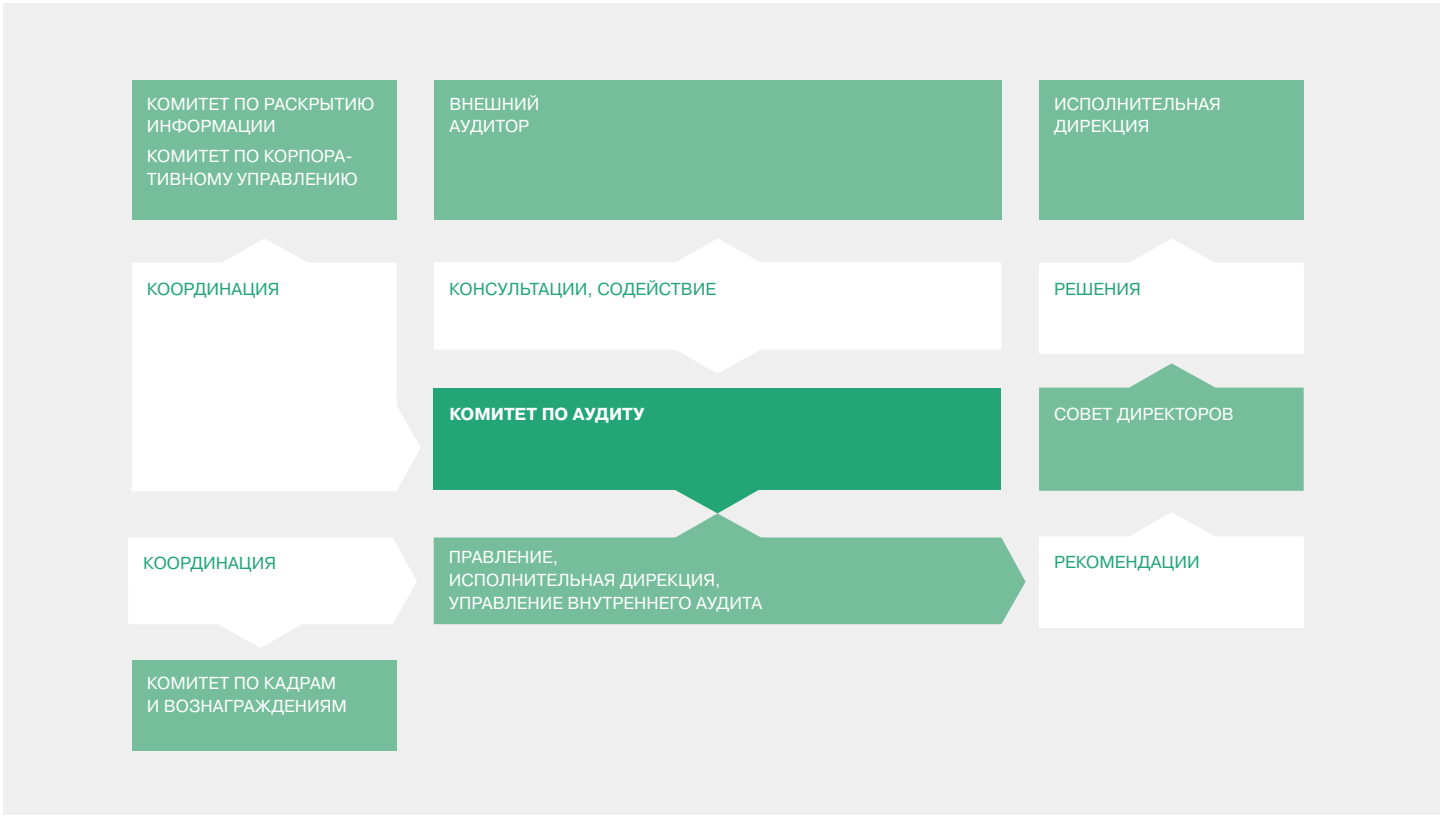 КОМИТЕТ ПО РАСКРЫТИЮ
ИНФОРМАЦИИ
КОМИТЕТ ПО КОРПОРА-
ТИВНОМУ УПРАВЛЕНИЮ
ВНЕШНИЙ
АУДИТОР
ИСПОЛНИТЕЛЬНАЯ
ДИРЕКЦИЯ
КООРДИНАЦИЯ
КОНСУЛЬТАЦИИ, СОДЕЙСТВИЕ
РЕШЕНИЯ
КОМИТЕТ ПО АУДИТУ
СОВЕТ ДИРЕКТОРОВ
КООРДИНАЦИЯ
ПРАВЛЕНИЕ,
ИСПОЛНИТЕЛЬНАЯ ДИРЕКЦИЯ,
УПРАВЛЕНИЕ ВНУТРЕННЕГО АУДИТА
РЕКОМЕНДАЦИИ
КОМИТЕТ ПО КАДРАМ
И ВОЗНАГРАЖДЕНИЯМ